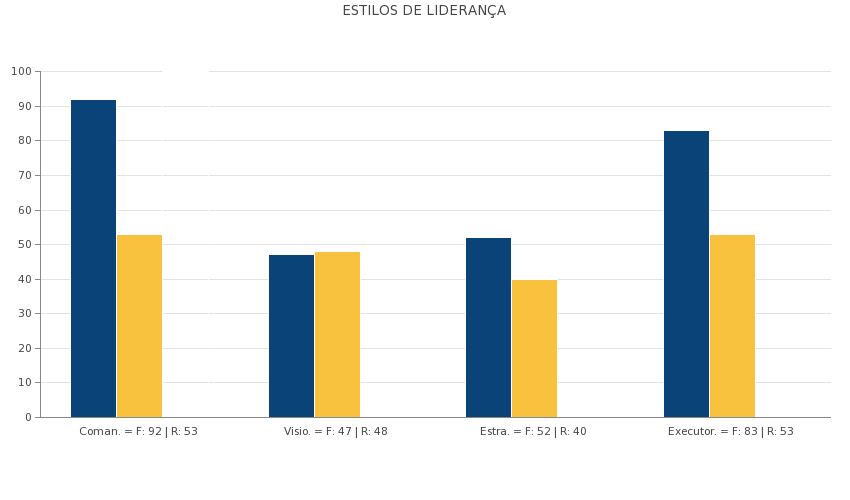 ESTILOS DE LIDERANÇA
100
90
80
70
60
50
40
30
20
10
0
Coman. = F: 92 | R: 53
Visio. = F: 47 | R: 48
Estra. = F: 52 | R: 40
Executor. = F: 83 | R: 53